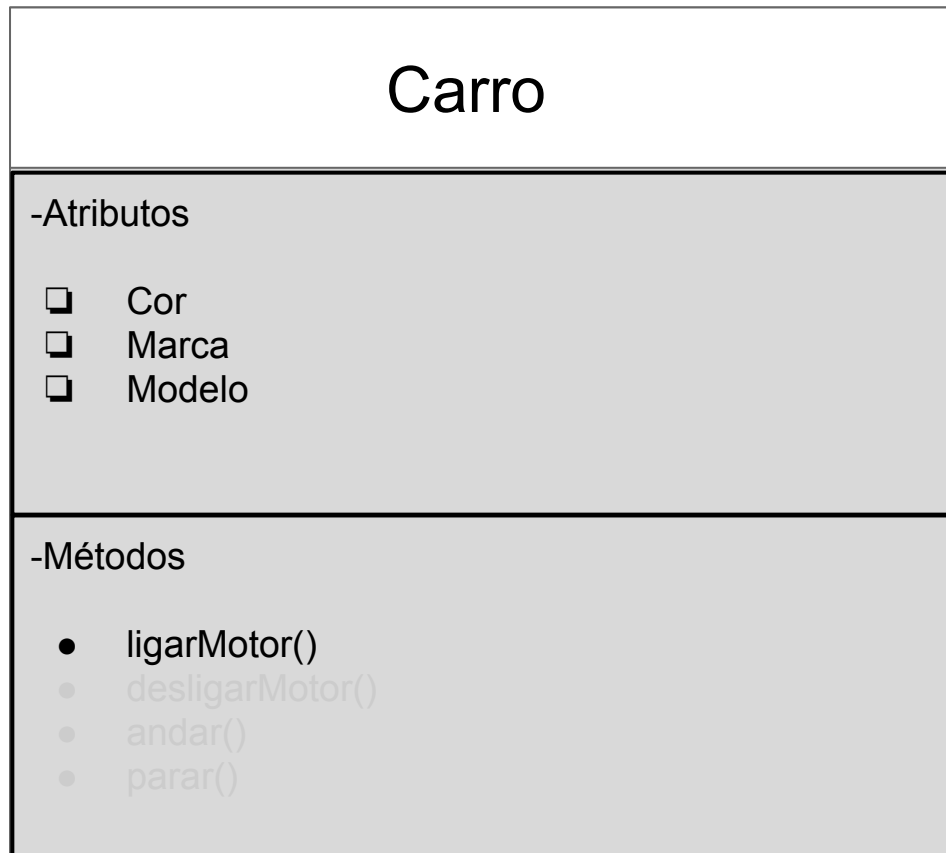 Carro
-Atributos
❏ Cor
❏ Marca
❏ Modelo
-Métodos
● ligarMotor()
● desligarMotor()
● andar()
● parar()